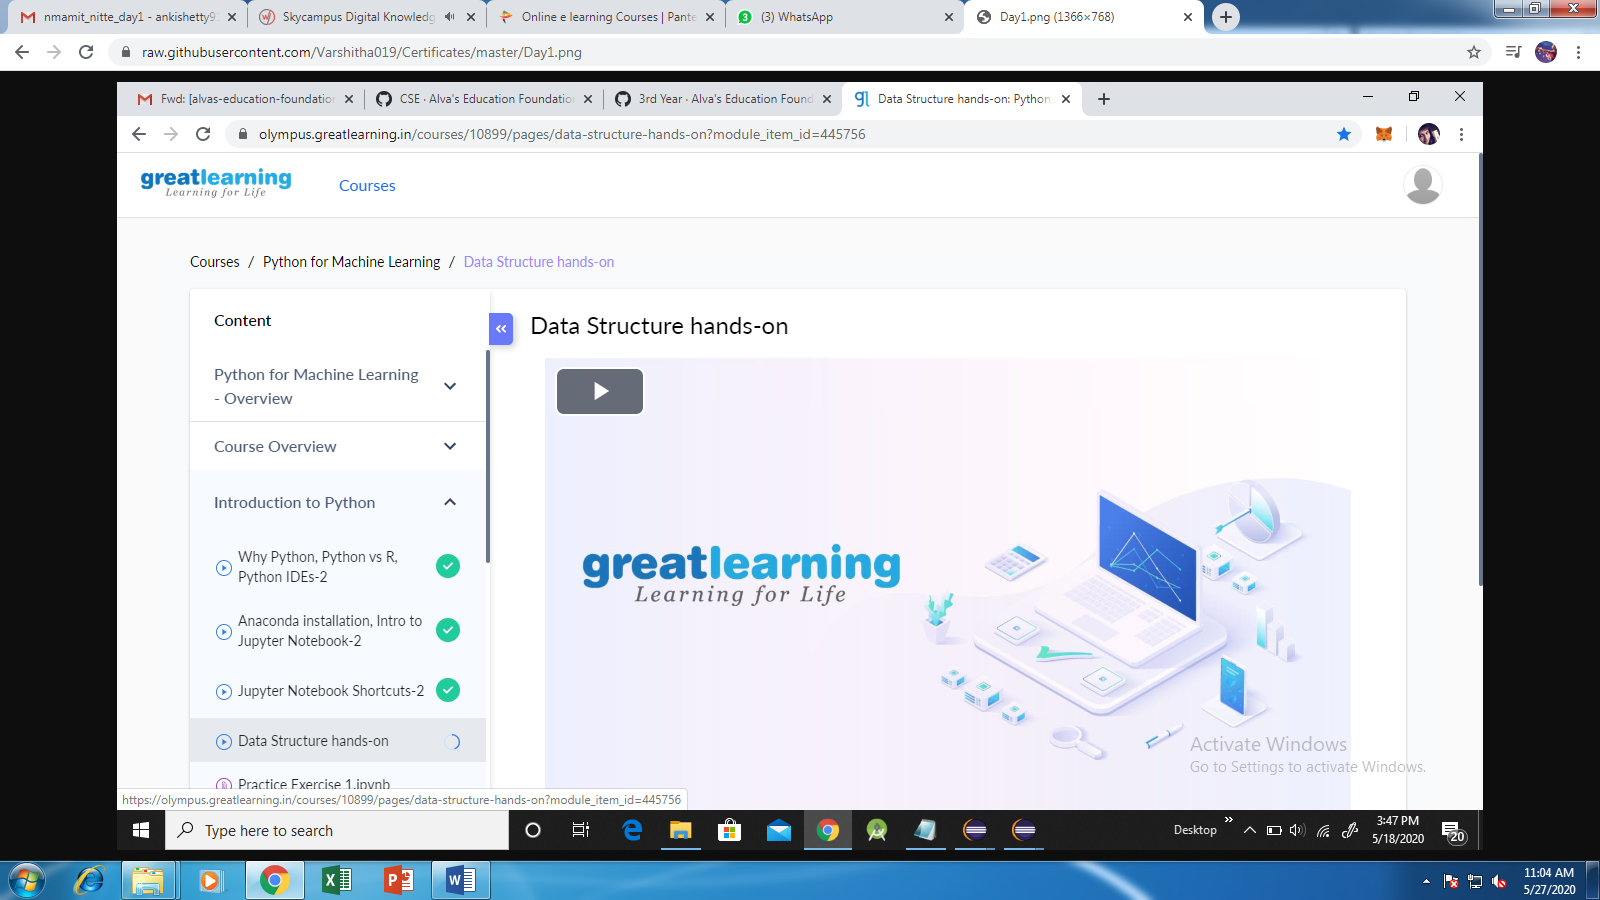 nmamit_nitte_day1 - ankishetty9
Skycampus Digital Knowledg
Online e learning Courses | Pante
(3) WhatsApp
Day1.png (1366×768)
raw.githubusercontent.com/Varshitha019/Certificates/master/Day1.png
Fwd: [alvas-education-foundation
CSE · Alva's Education Foundatio
3rd Year · Alva's Education Found
Data Structure hands-on: Python
olympus.greatlearning.in/courses/10899/pages/data-structure-hands-on?module_item_id=445756
greatlearning
Learning for Life
Courses
Courses / Python for Machine Learning / Data Structure hands-on
Content
Data Structure hands-on
Python for Machine Learning
- Overview
Course Overview
Introduction to Python
Why Python, Python vs R,
Python IDEs-2
Anaconda installation, Intro to
Jupyter Notebook-2
Jupyter Notebook Shortcuts-2
Data Structure hands-on
Practice Exercise 1.ipynb
greatlearning
Learning for Life
Activate Windows
Go to Settings to activate Windows.
https://olympus.greatlearning.in/courses/10899/pages/data-structure-hands-on?module_item_id=445756
Type here to search
Desktop
3:47 PM
5/18/2020
20
11:04 AM
5/27/2020